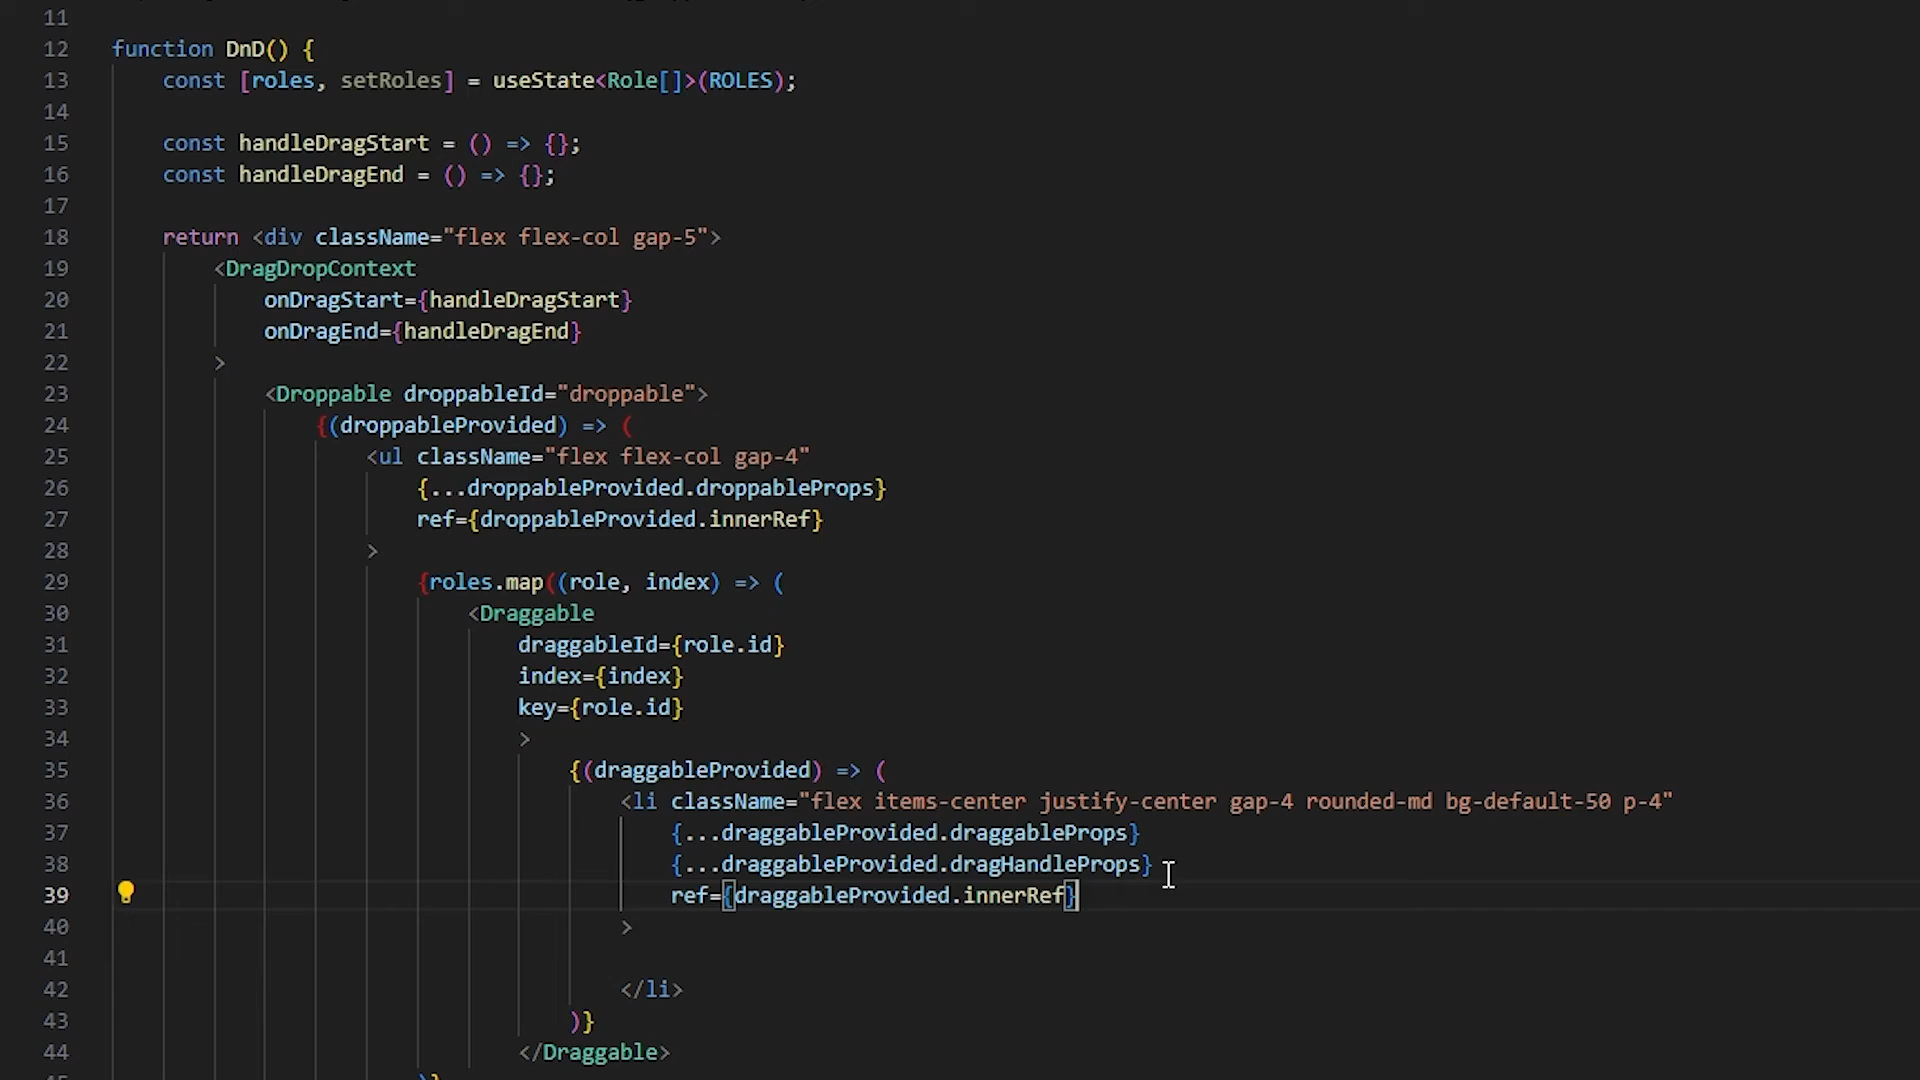 11
12 function DnD() {
13 const [roles, setRoles] = useState<Role[]>(ROLES);
14
15 const handleDragStart = () => {};
16 const handleDragEnd = () => {};
17
18 return <div className="flex flex-col gap-5">
19 <DragDropContext
20 onDragStart={handleDragStart}
21 onDragEnd={handleDragEnd}
22 >
23 <Droppable droppableId="droppable">
24 {(droppableProvided) => (
25 <ul className="flex flex-col gap-4"
26 {...droppableProvided.droppableProps}
27 ref={droppableProvided.innerRef}
28 >
29 {roles.map((role, index) => (
30 <Draggable
31 draggableId={role.id}
32 index={index}
33 key={role.id}
34 >
35 {(draggableProvided) => (
36 <li className="flex items-center justify-center gap-4 rounded-md bg-default-50 p-4"
37 {...draggableProvided.draggableProps}
38 {...draggableProvided.dragHandleProps}
39 ref={draggableProvided.innerRef}
40 >
41
42 </li>
43 )}
44 </Draggable>